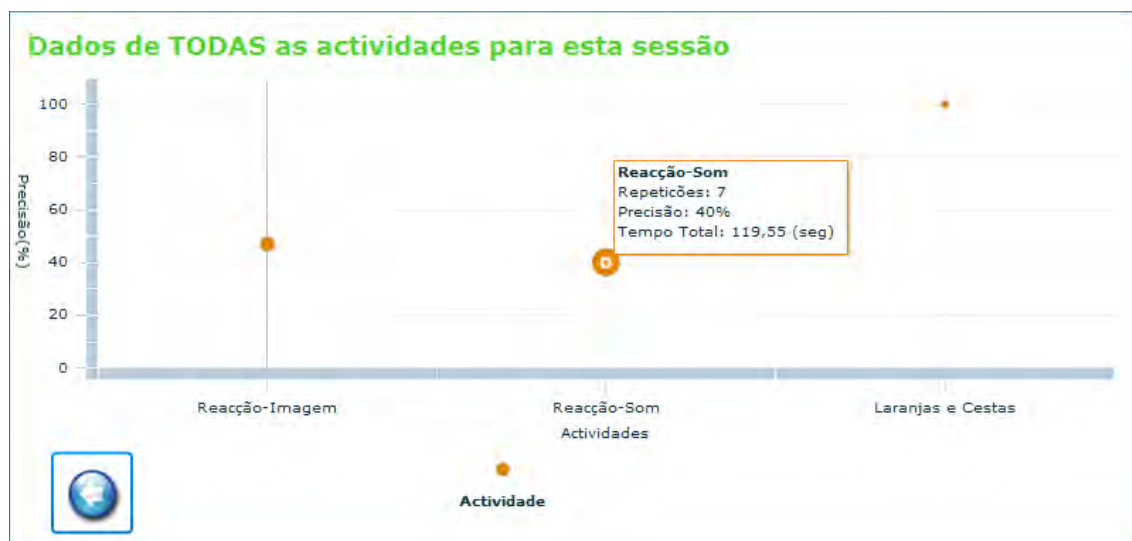 Dados de TODAS as actividades para esta sessão
100
80
60
40
20
0
Precisão(%)
Reacção-Som
Repeticões: 7
Precisão: 40%
Tempo Total: 119,55 (seg)
Reacção-Imagem
Reacção-Som
Laranjas e Cestas
Actividades
Actividade